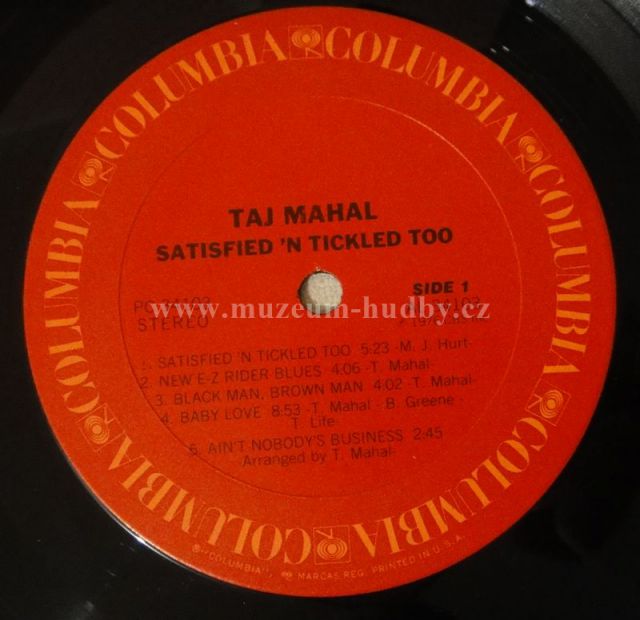 COLUMBIA COLUMBIA COLUMBIA COLUMBIA COLUMBIA COLUMBIA
TAJ MAHAL
SATISFIED 'N TICKLED TOO
SIDE 1
PC 34103
STEREO
www.muzeum-hudby.cz
1. SATISFIED 'N TICKLED TOO 5:23 -M. J. Hurt-
2. NEW E-Z RIDER BLUES 4:06 -T. Mahal-
3. BLACK MAN, BROWN MAN 4:02 -T. Mahal-
4. BABY LOVE 8:53 -T. Mahal - B. Greene -
T. Life-
5. AIN'T NOBODY'S BUSINESS 2:45
Arranged by T. Mahal-
® "COLUMBIA", MARCAS REG. PRINTED IN U.S.A.